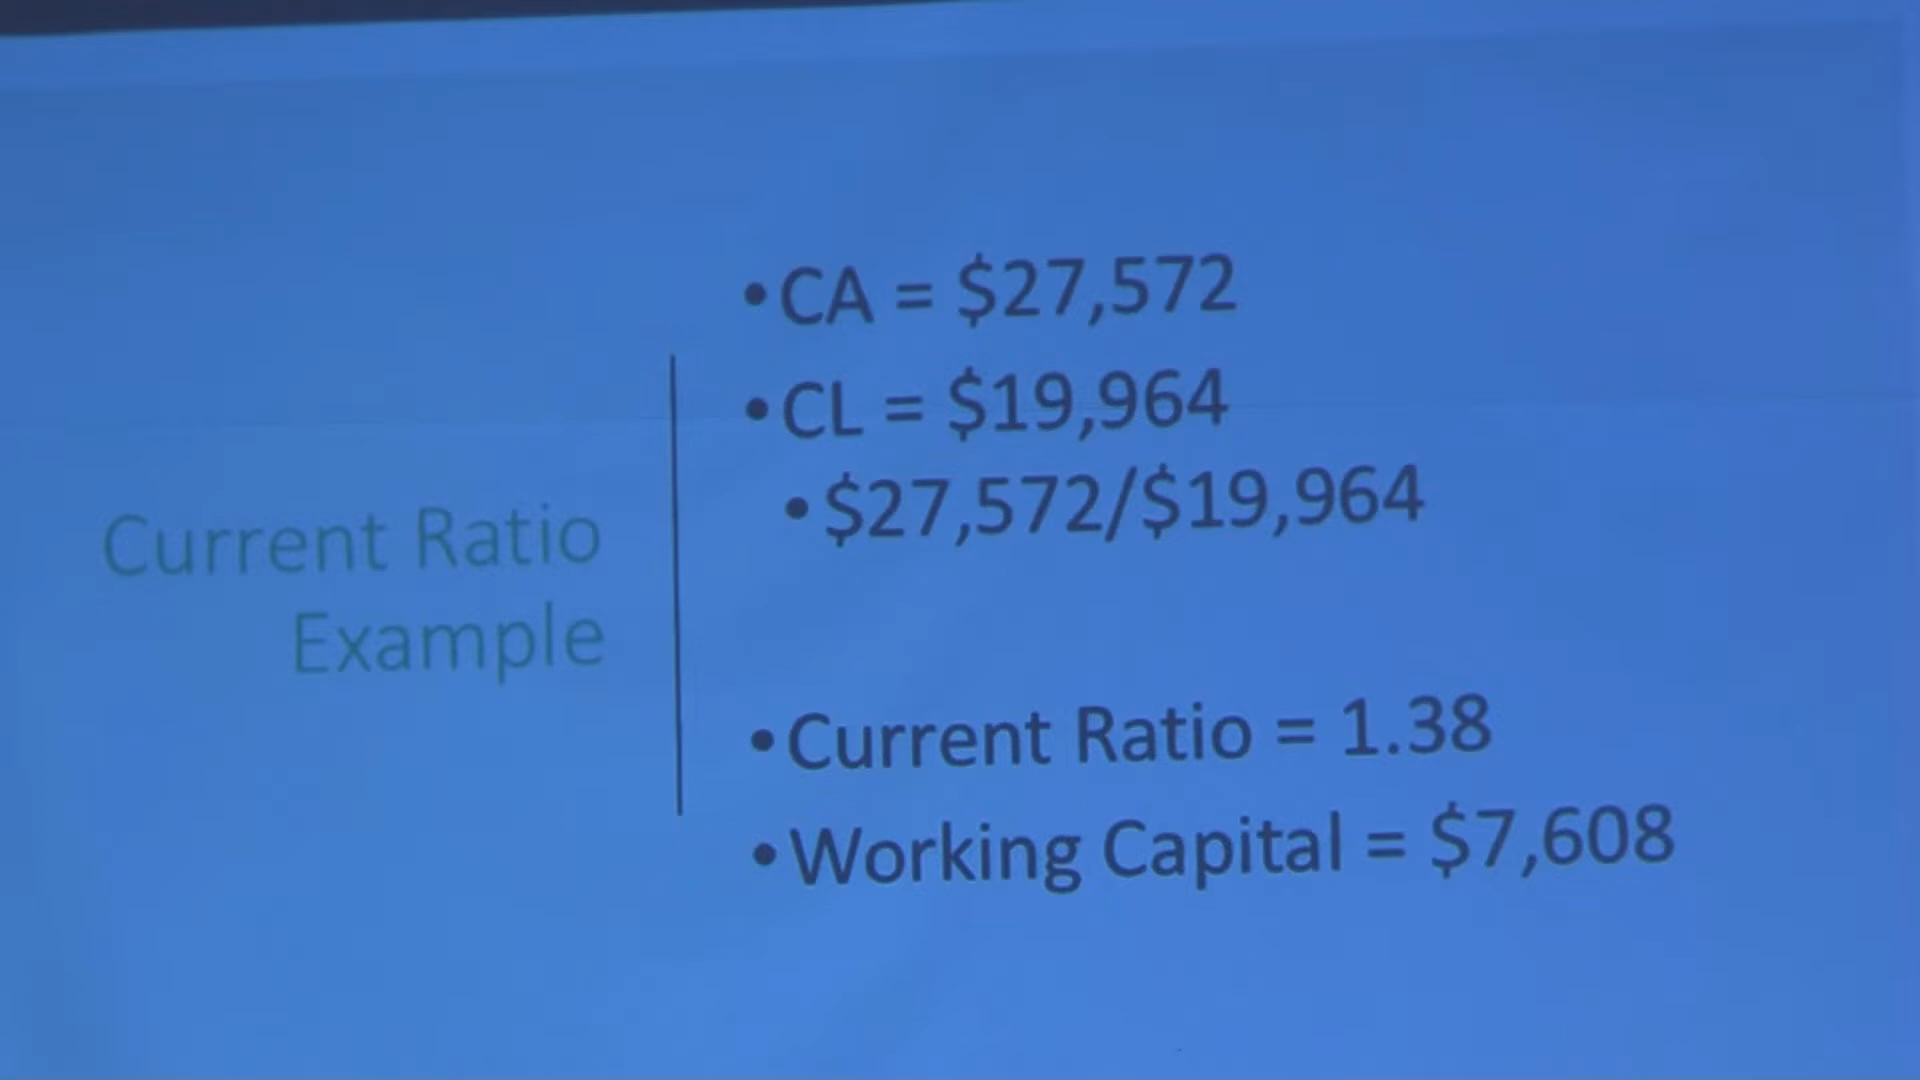 Current Ratio
Example
•CA = $27,572
•CL = $19,964
•$27,572/$19,964
•Current Ratio = 1.38
•Working Capital = $7,608